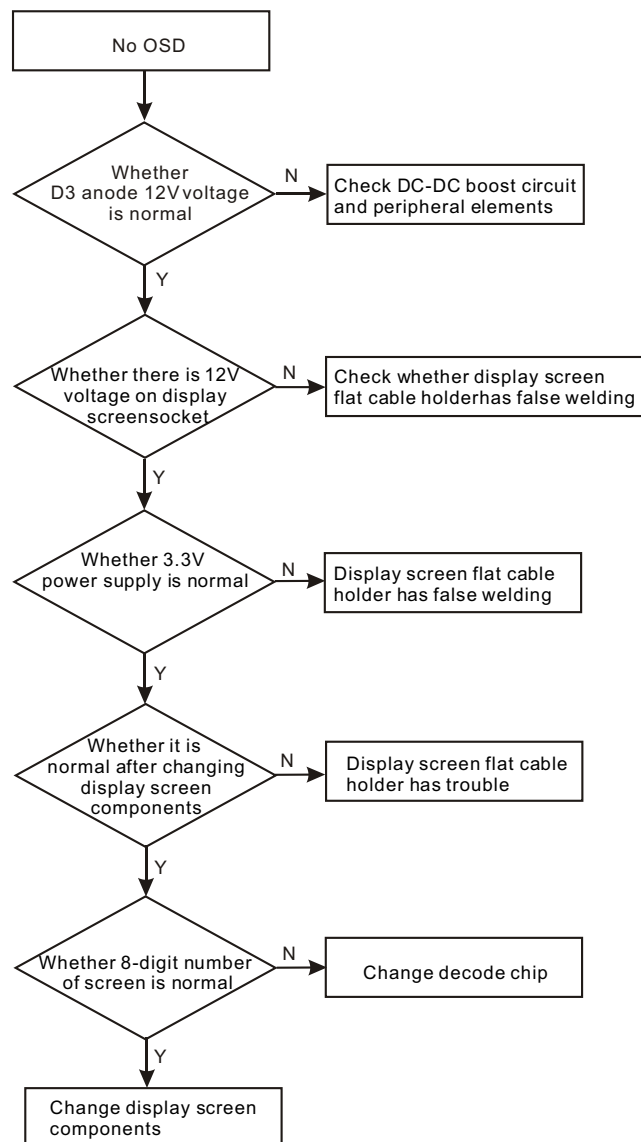 No OSD
Whether
D3 anode 12V voltage
is normal
N
Check DC-DC boost circuit
and peripheral elements
Y
Whether there is 12V
voltage on display
screensocket
N
Check whether display screen
flat cable holderhas false welding
Y
Whether 3.3V
power supply is normal
N
Display screen flat cable
holder has false welding
Y
Whether it is
normal after changing
display screen
components
N
Display screen flat cable
holder has trouble
Y
Whether 8-digit number
of screen is normal
N
Change decode chip
Y
Change display screen
components